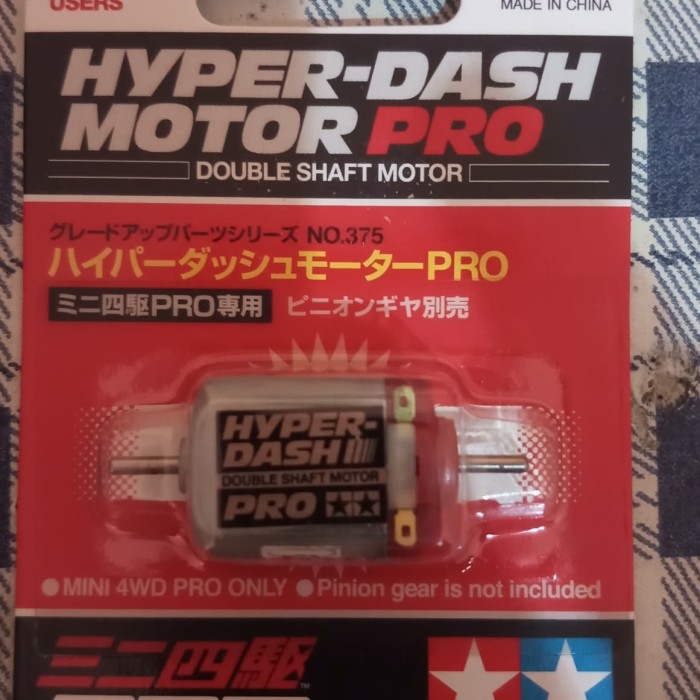 USERS
MADE IN CHINA
HYPER-DASH
MOTOR PRO
DOUBLE SHAFT MOTOR
グレードアップパーツシリーズ NO.375
ハイパーダッシュモーターPRO
ミニ四駆PRO専用 ピニオンギヤ別売
HYPER-
DASH
DOUBLE SHAFT MOTOR
PRO
●MINI 4WD PRO ONLY ●Pinion gear is not included
ミニ四駆™